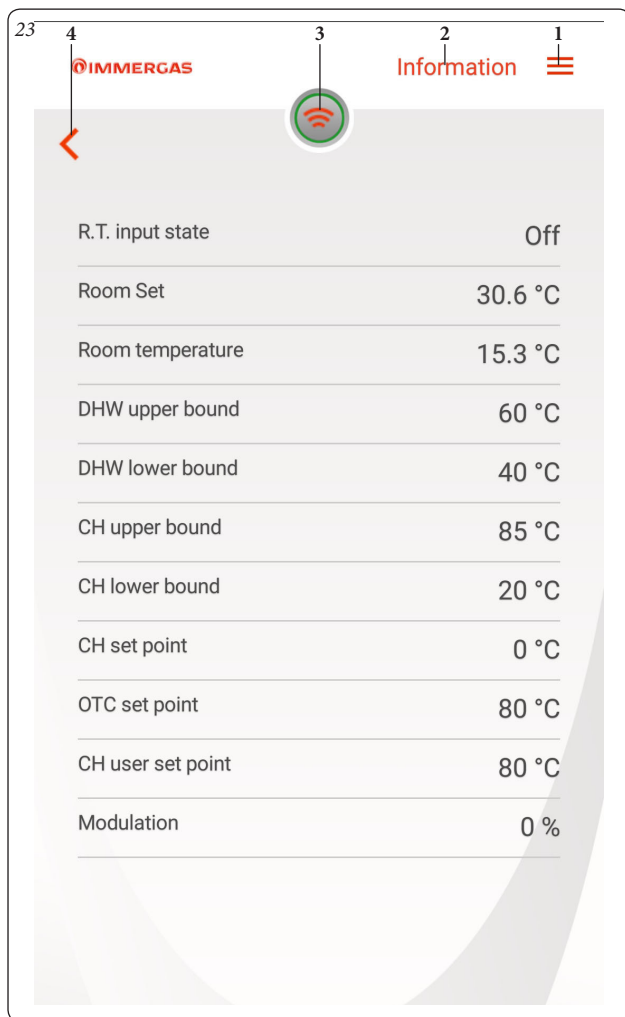 23
4 3 2 1
IMMERGAS Information
R.T. input state Off
Room Set 30.6 °C
Room temperature 15.3 °C
DHW upper bound 60 °C
DHW lower bound 40 °C
CH upper bound 85 °C
CH lower bound 20 °C
CH set point 0 °C
OTC set point 80 °C
CH user set point 80 °C
Modulation 0 %